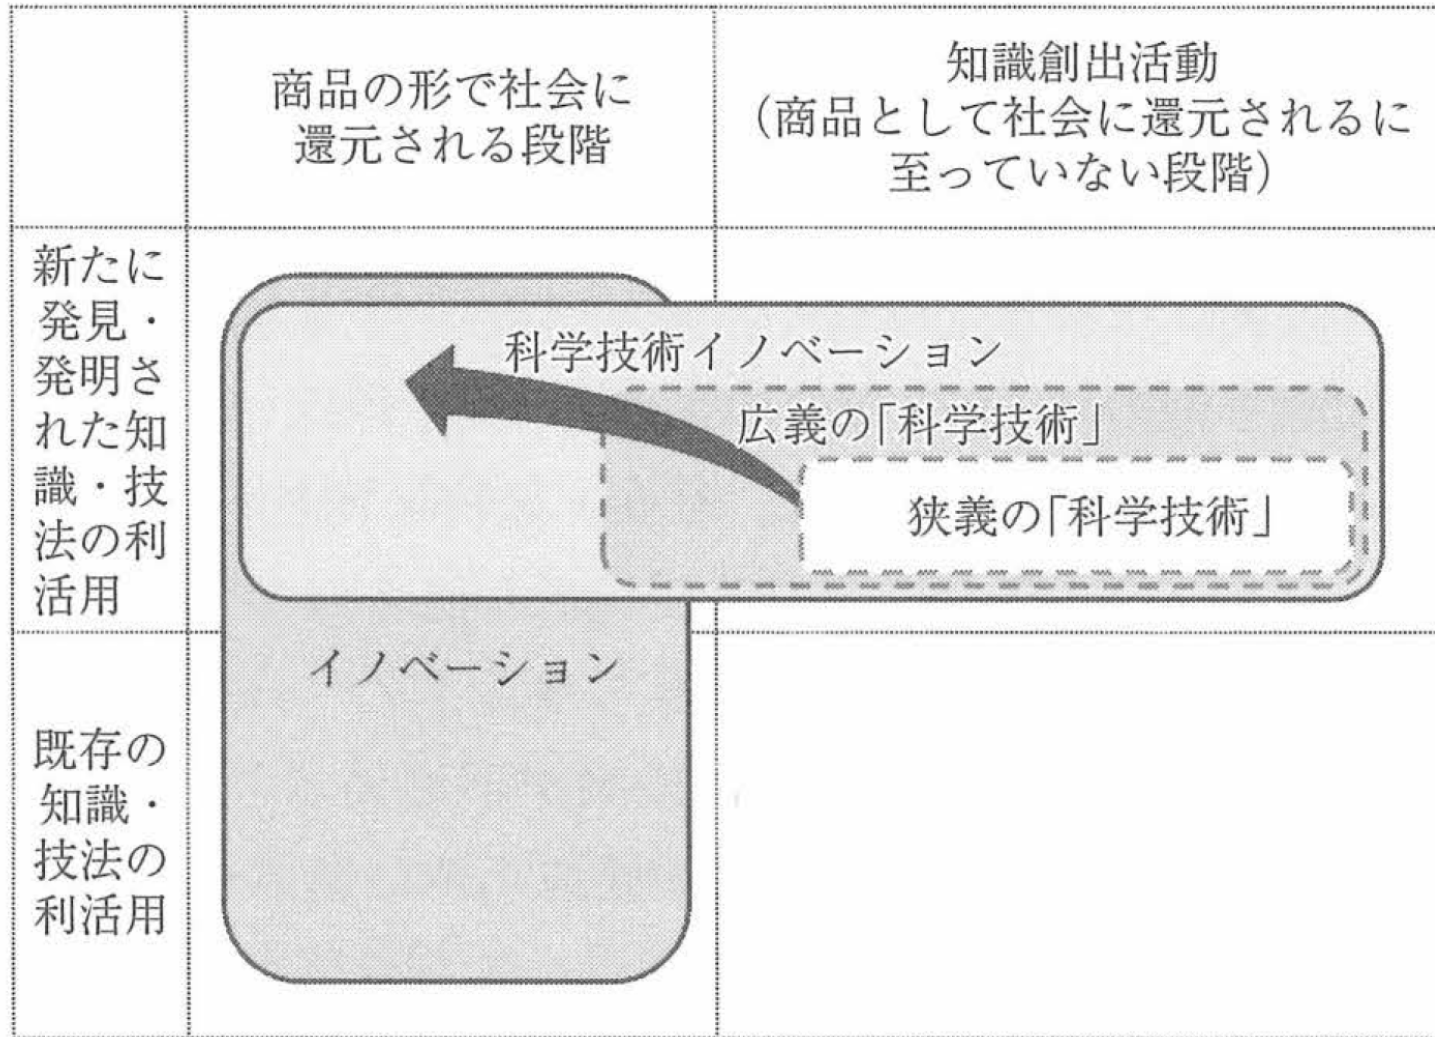 商品の形で社会に
還元される段階
知識創出活動
(商品として社会に還元されるに
至っていない段階)
新たに
発見・
発明さ
れた知
識・技
法の利
活用
科学技術イノベーション
広義の「科学技術」
狭義の「科学技術」
イノベーション
既存の
知識・
技法の
利活用